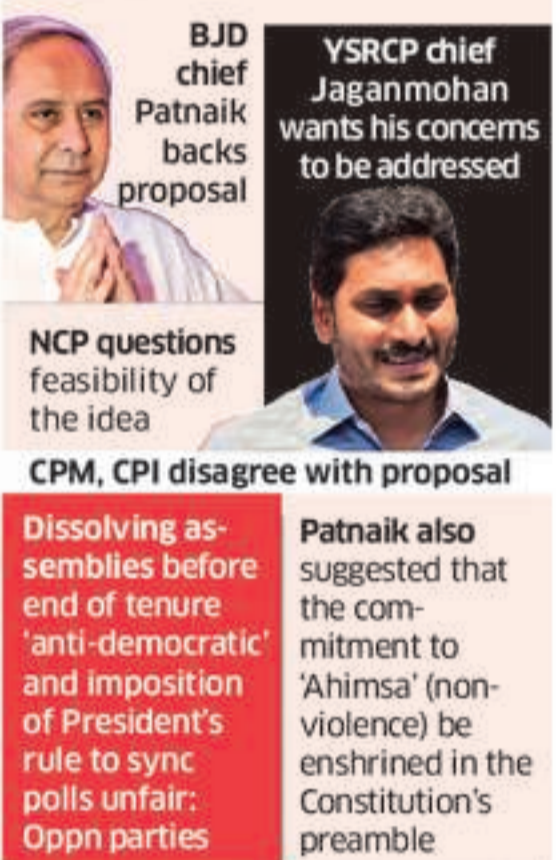 BJD
chief
Patnaik
backs
proposal
YSRCP chief
Jaganmohan
wants his concerns
to be addressed
NCP questions
feasibility of
the idea
CPM, CPI disagree with proposal
Dissolving as-
semblies before
end of tenure
‘anti-democratic’
and imposition
of President’s
rule to sync
polls unfair:
Oppn parties
Patnaik also
suggested that
the com-
mitment to
‘Ahimsa’ (non-
violence) be
enshrined in the
Constitution’s
preamble